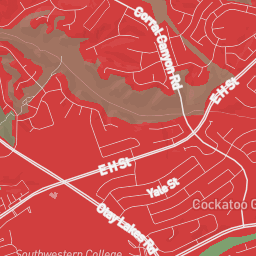 Corral Canyon Rd
E H St
E H St
Yale St
Cockatoo G
Otay Lakes Rd
Southwestern College